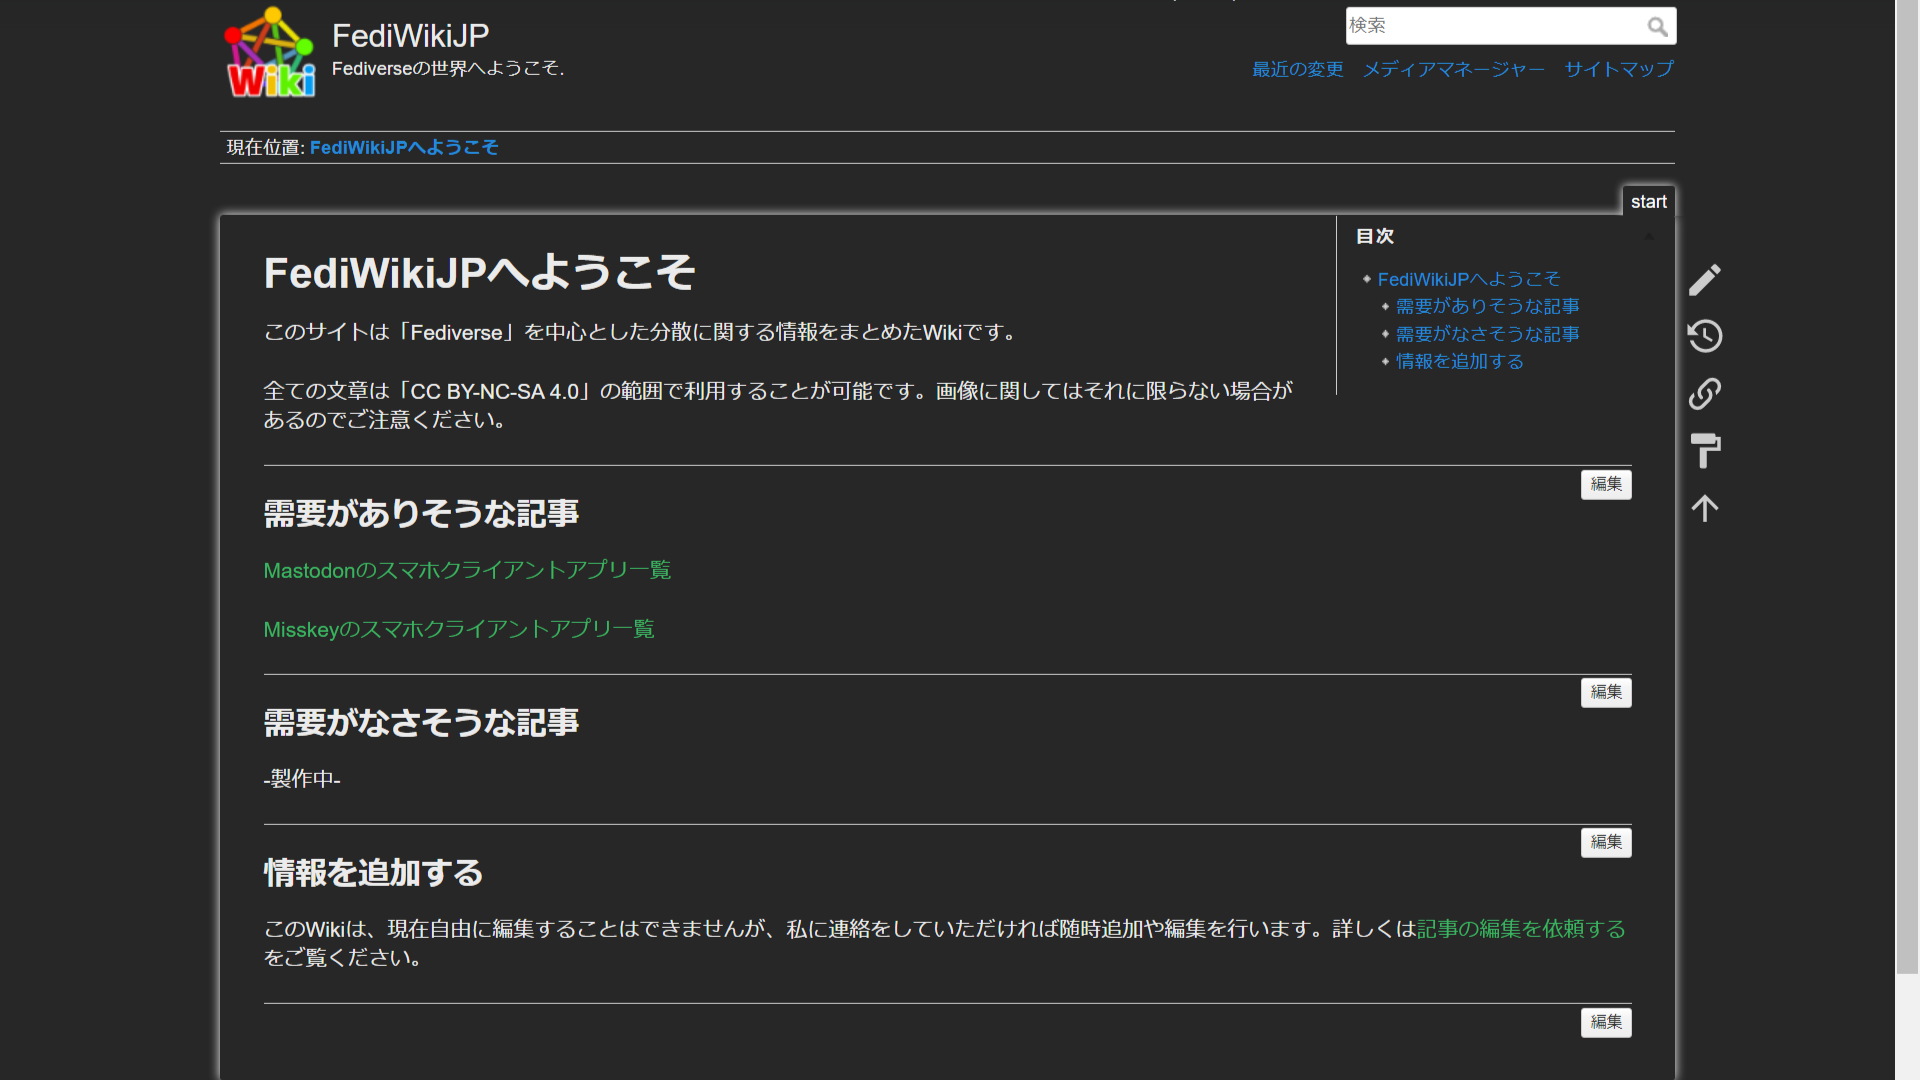 Wiki
FediWikiJP
Fediverseの世界へようこそ.
検索
最近の変更 メディアマネージャー サイトマップ
現在位置: FediWikiJPへようこそ
start
目次
FediWikiJPへようこそ
需要がありそうな記事
需要がなさそうな記事
情報を追加する
FediWikiJPへようこそ
このサイトは「Fediverse」を中心とした分散に関する情報をまとめたWikiです。
全ての文章は「CC BY-NC-SA 4.0」の範囲で利用することが可能です。画像に関してはそれに限らない場合が
あるのでご注意ください。
編集
需要がありそうな記事
Mastodonのスマホクライアントアプリ一覧
Misskeyのスマホクライアントアプリ一覧
編集
需要がなさそうな記事
-製作中-
編集
情報を追加する
このWikiは、現在自由に編集することはできませんが、私に連絡をしていただければ随時追加や編集を行います。詳しくは記事の編集を依頼する
をご覧ください。
編集